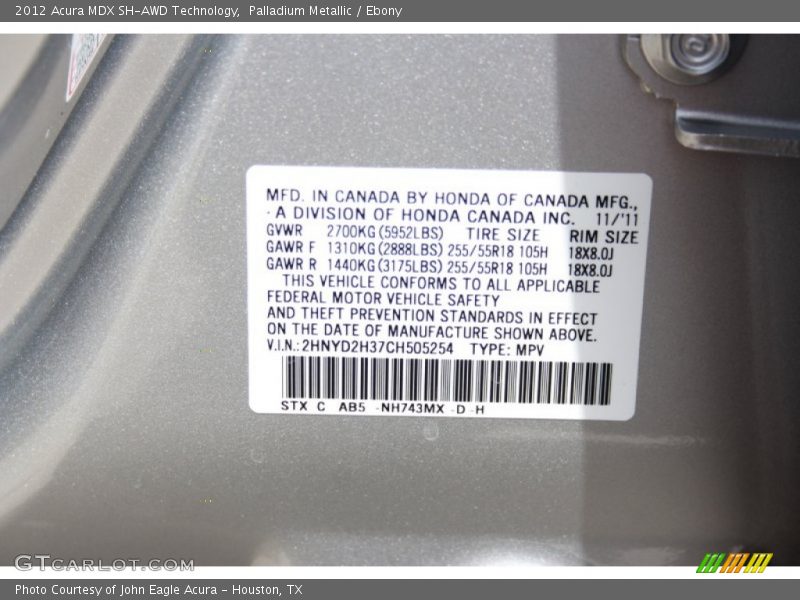 2012 Acura MDX SH-AWD Technology,  Palladium Metallic / Ebony
MFD. IN CANADA BY HONDA OF CANADA MFG.,
A DIVISION OF HONDA CANADA INC. 11/'11
GVWR 2700KG(5952LBS) TIRE SIZE RIM SIZE
GAWR F 1310KG(2888LBS) 255/55R18 105H 18X8.0J
GAWR R 1440KG(3175LBS) 255/55R18 105H 18X8.0J
THIS VEHICLE CONFORMS TO ALL APPLICABLE
FEDERAL MOTOR VEHICLE SAFETY
AND THEFT PREVENTION STANDARDS IN EFFECT
ON THE DATE OF MANUFACTURE SHOWN ABOVE.
V.I.N.: 2HNYD2H37CH505254 TYPE: MPV
STX C AB5 -NH743MX -D -H
GTCARLOT.COM
Photo Courtesy of John Eagle Acura - Houston, TX